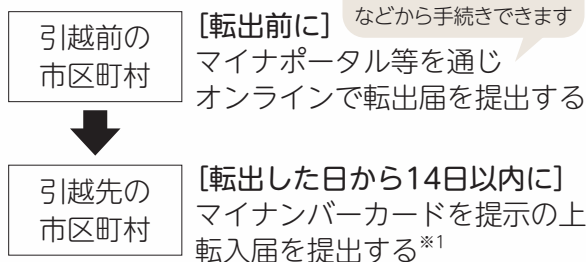 などから手続きできます
引越前の
市区町村
[転出前に]
マイナポータル等を通じ
オンラインで転出届を提出する
引越先の
市区町村
[転出した日から14日以内に]
マイナンバーカードを提示の上
転入届を提出する※1